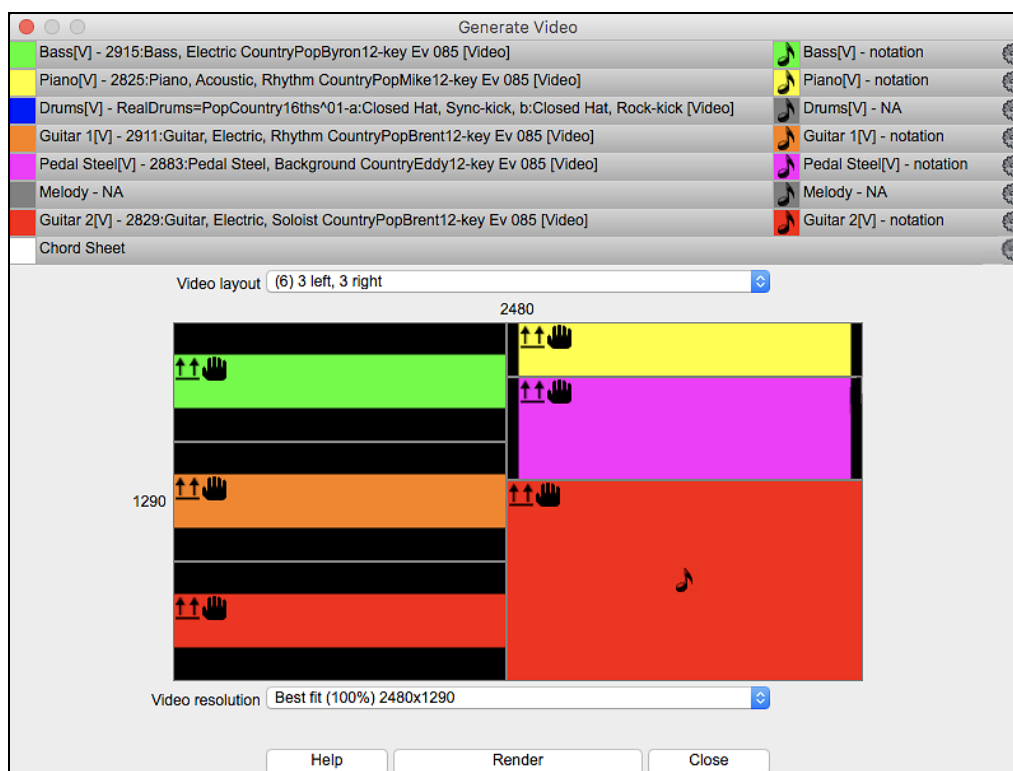 Generate Video
Bass[V] - 2915:Bass, Electric CountryPopByron12-key Ev 085 [Video] Bass[V] - notation
Piano[V] - 2825:Piano, Acoustic, Rhythm CountryPopMike12-key Ev 085 [Video] Piano[V] - notation
Drums[V] - RealDrums=PopCountry16ths^01-a:Closed Hat, Sync-kick, b:Closed Hat, Rock-kick [Video] Drums[V] - NA
Guitar 1[V] - 2911:Guitar, Electric, Rhythm CountryPopBrent12-key Ev 085 [Video] Guitar 1[V] - notation
Pedal Steel[V] - 2883:Pedal Steel, Background CountryEddy12-key Ev 085 [Video] Pedal Steel[V] - notation
Melody - NA Melody - NA
Guitar 2[V] - 2829:Guitar, Electric, Soloist CountryPopBrent12-key Ev 085 [Video] Guitar 2[V] - notation
Chord Sheet
Video layout (6) 3 left, 3 right
2480
1290
Video resolution Best fit (100%) 2480x1290
Help Render Close